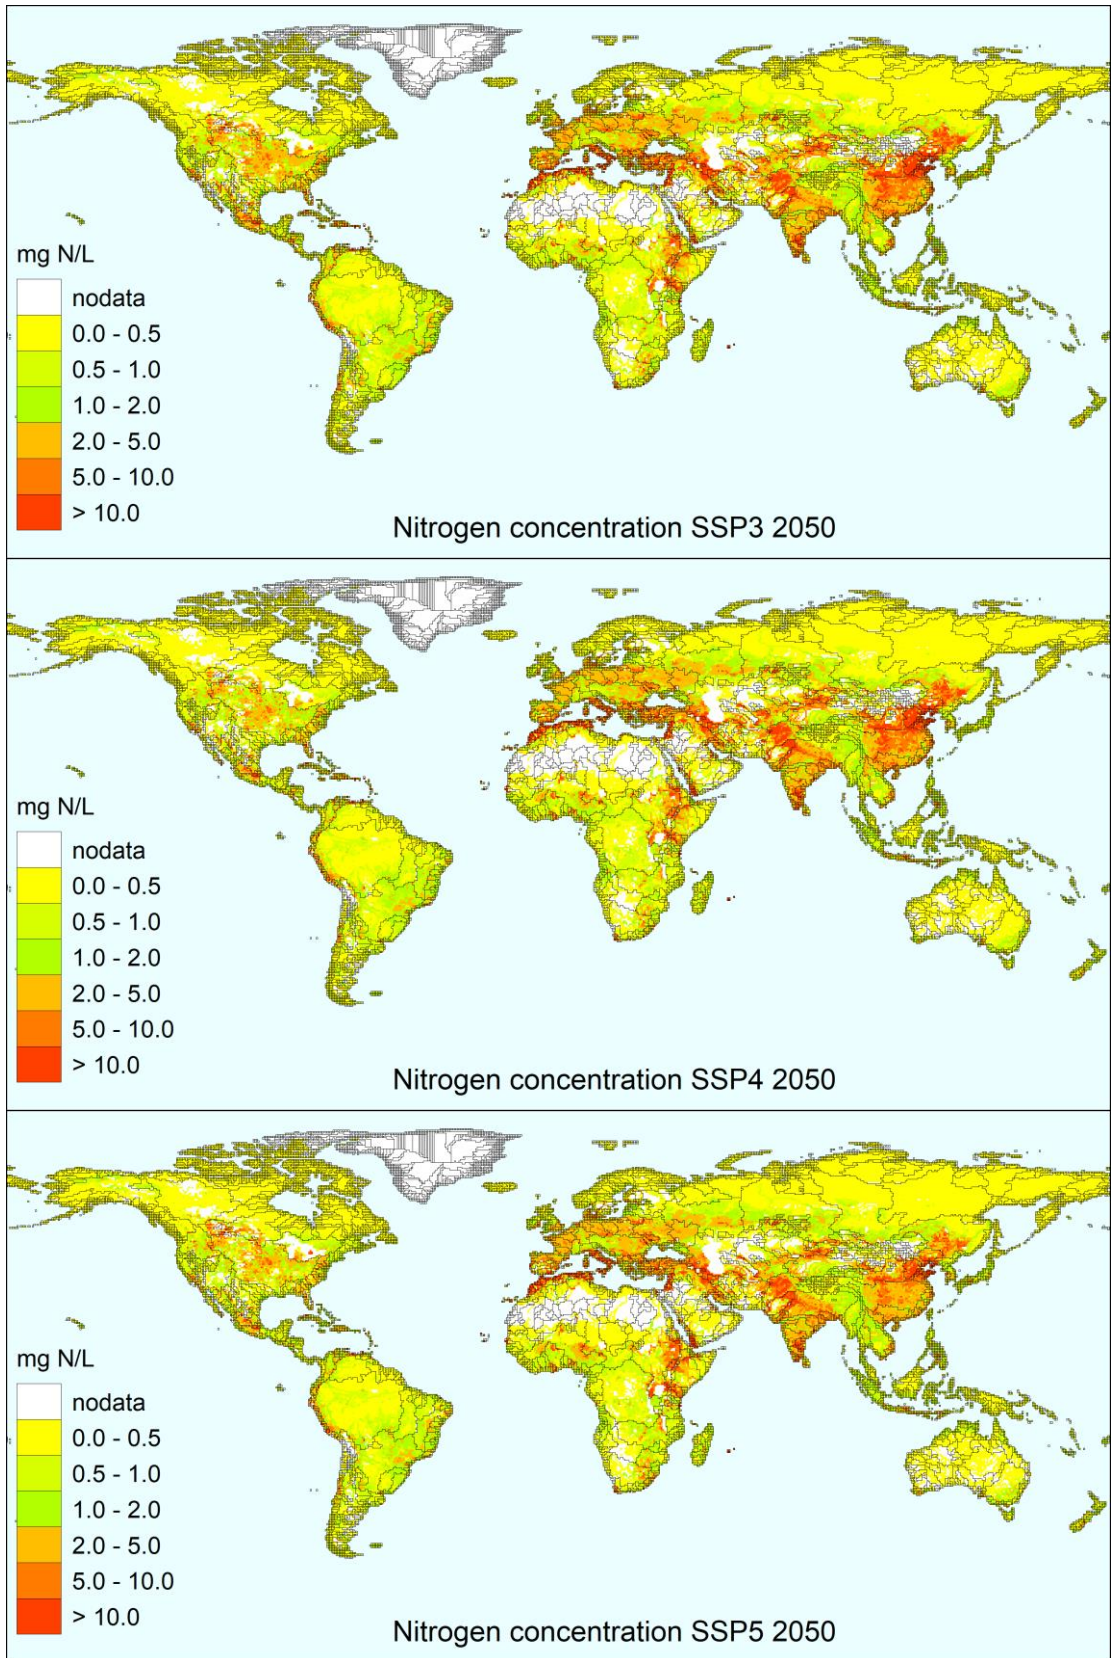 mg N/L
nodata
0.0 - 0.5
0.5 - 1.0
1.0 - 2.0
2.0 - 5.0
5.0 - 10.0
> 10.0
Nitrogen concentration SSP3 2050
mg N/L
nodata
0.0 - 0.5
0.5 - 1.0
1.0 - 2.0
2.0 - 5.0
5.0 - 10.0
> 10.0
Nitrogen concentration SSP4 2050
mg N/L
nodata
0.0 - 0.5
0.5 - 1.0
1.0 - 2.0
2.0 - 5.0
5.0 - 10.0
> 10.0
Nitrogen concentration SSP5 2050